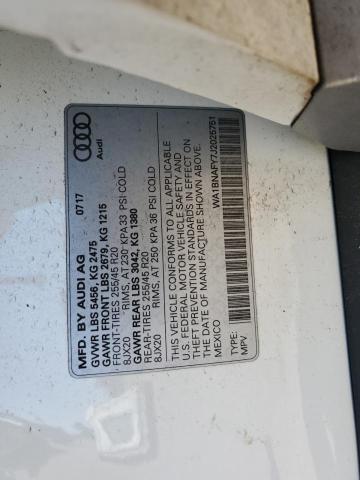 Audi
MFD. BY AUDI AG 07/17
GVWR LBS 5456, KG 2475
GAWR FRONT LBS 2679, KG 1215
FRONT-TIRES 255/45 R20
8JX20 RIMS, AT 230 KPA 33 PSI COLD
GAWR REAR LBS 3042, KG 1380
REAR-TIRES 255/45 R20
8JX20 RIMS, AT 250 KPA 36 PSI COLD
THIS VEHICLE CONFORMS TO ALL APPLICABLE
U.S. FEDERAL MOTOR VEHICLE SAFETY AND
THEFT PREVENTION STANDARDS IN EFFECT
ON THE DATE OF MANUFACTURE SHOWN ABOVE.
MEXICO WA1BNAFY7J2025751
TYPE:
MPV